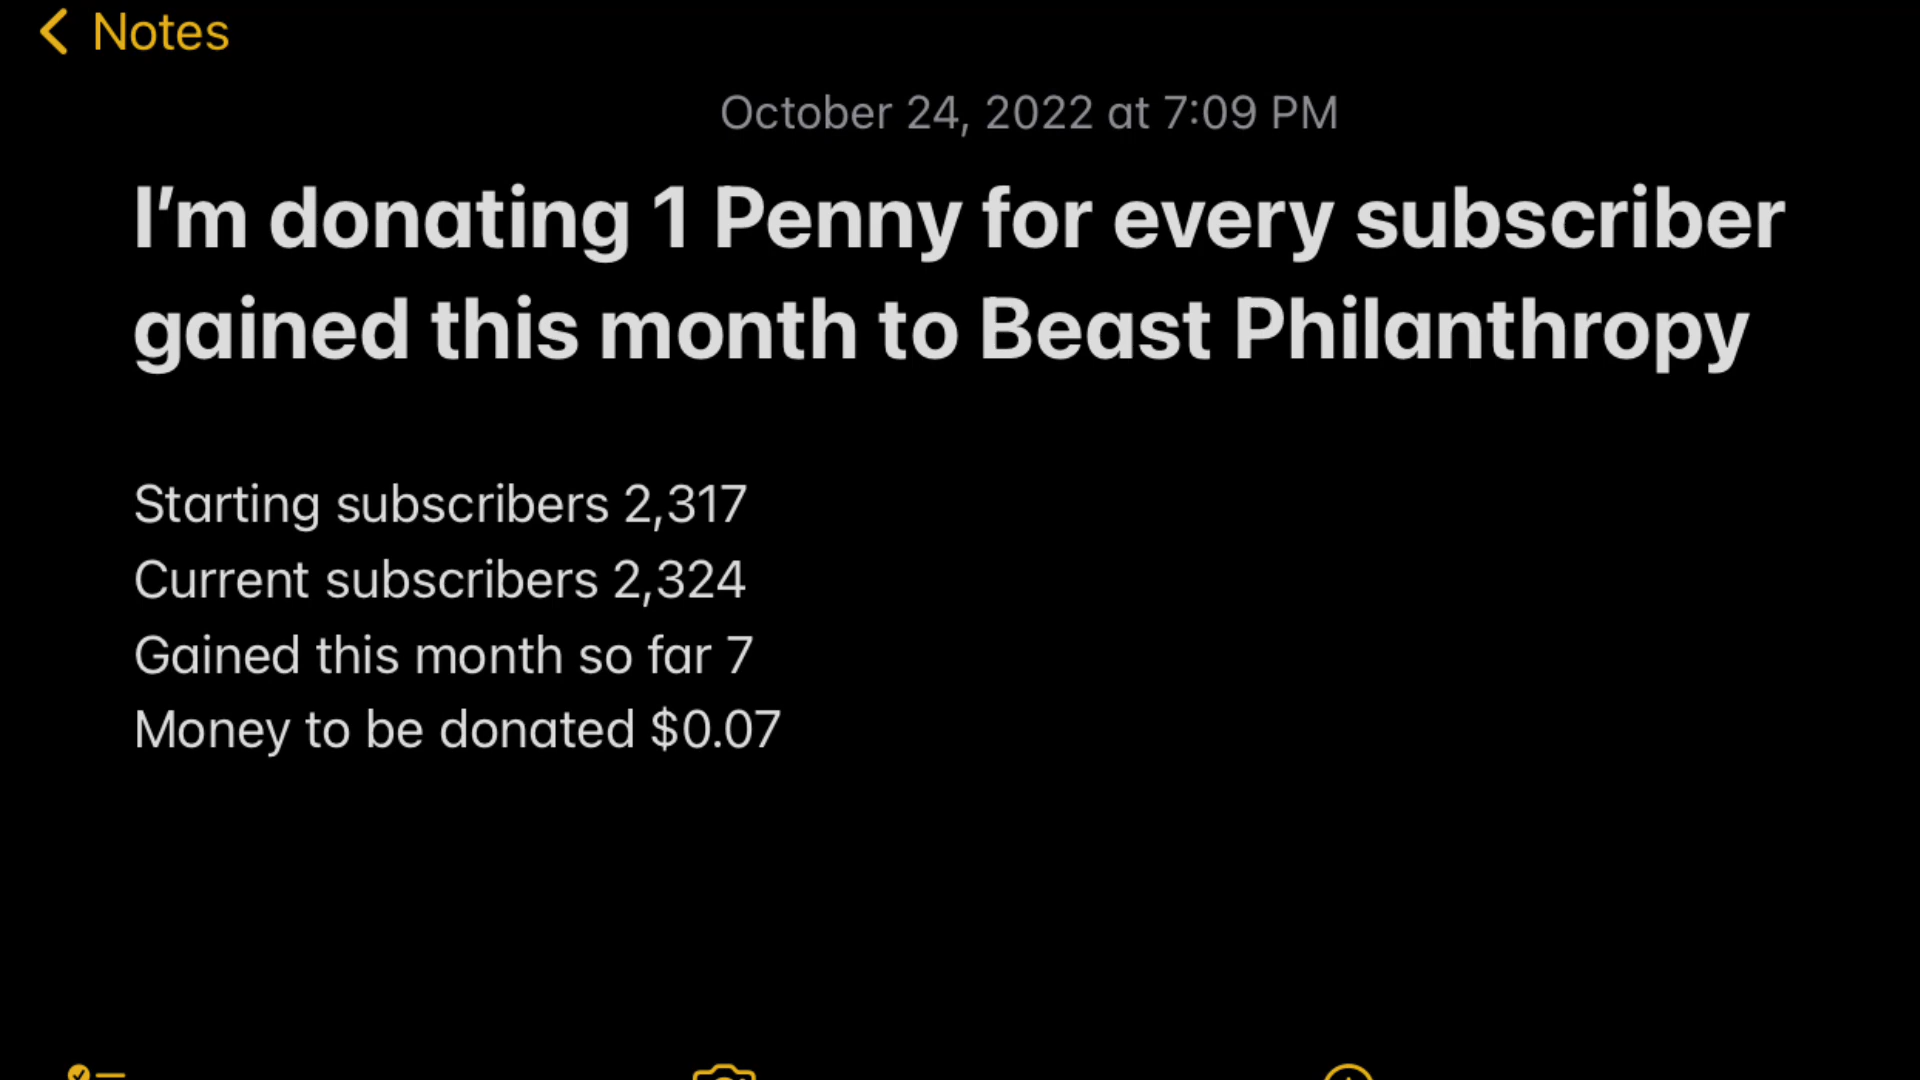 Notes
October 24, 2022 at 7:09 PM
I'm donating 1 Penny for every subscriber
gained this month to Beast Philanthropy
Starting subscribers 2,317
Current subscribers 2,324
Gained this month so far 7
Money to be donated $0.07